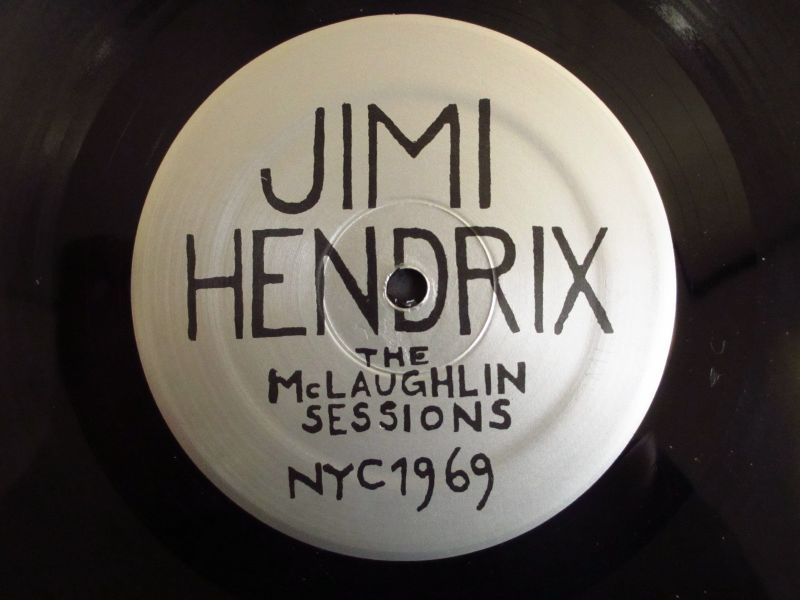 JIMI
HENDRIX
THE
McLAUGHLIN
SESSIONS
NYC1969